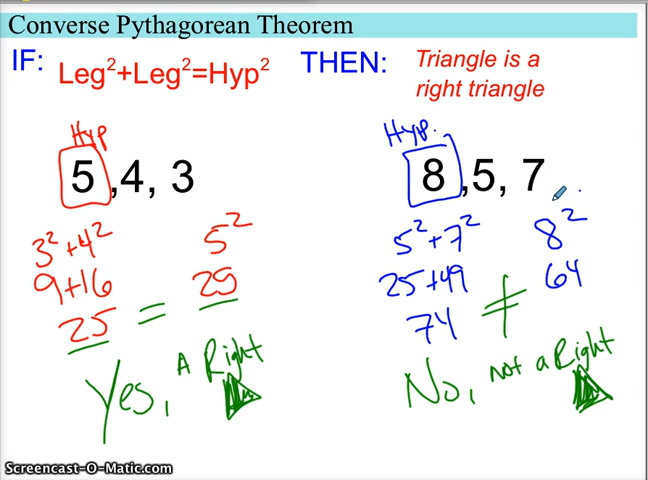 Converse Pythagorean Theorem
IF: Leg²+Leg²=Hyp² THEN: Triangle is a
right triangle
Hyp
5,4, 3
3²+4² 5²
9+16 25
25 =
Yes, A Right
Hyp.
8,5, 7
5²+7² 8²
25+49 64
74 ≠
No, not a Right
Screencast-O-Matic.com